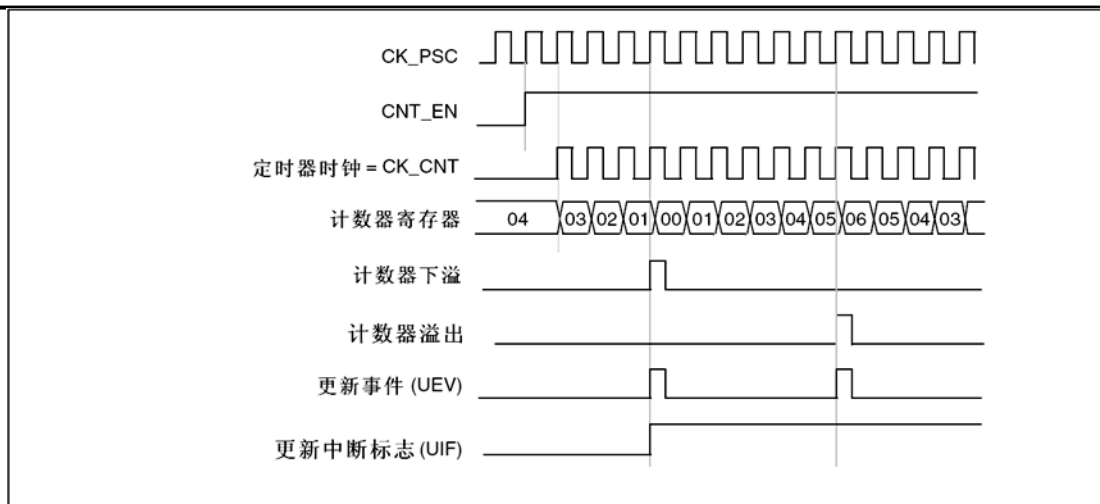 CK_PSC
CNT_EN
定时器时钟 = CK_CNT
计数器寄存器 04 03 02 01 00 01 02 03 04 05 06 05 04 03
计数器下溢
计数器溢出
更新事件 (UEV)
更新中断标志 (UIF)